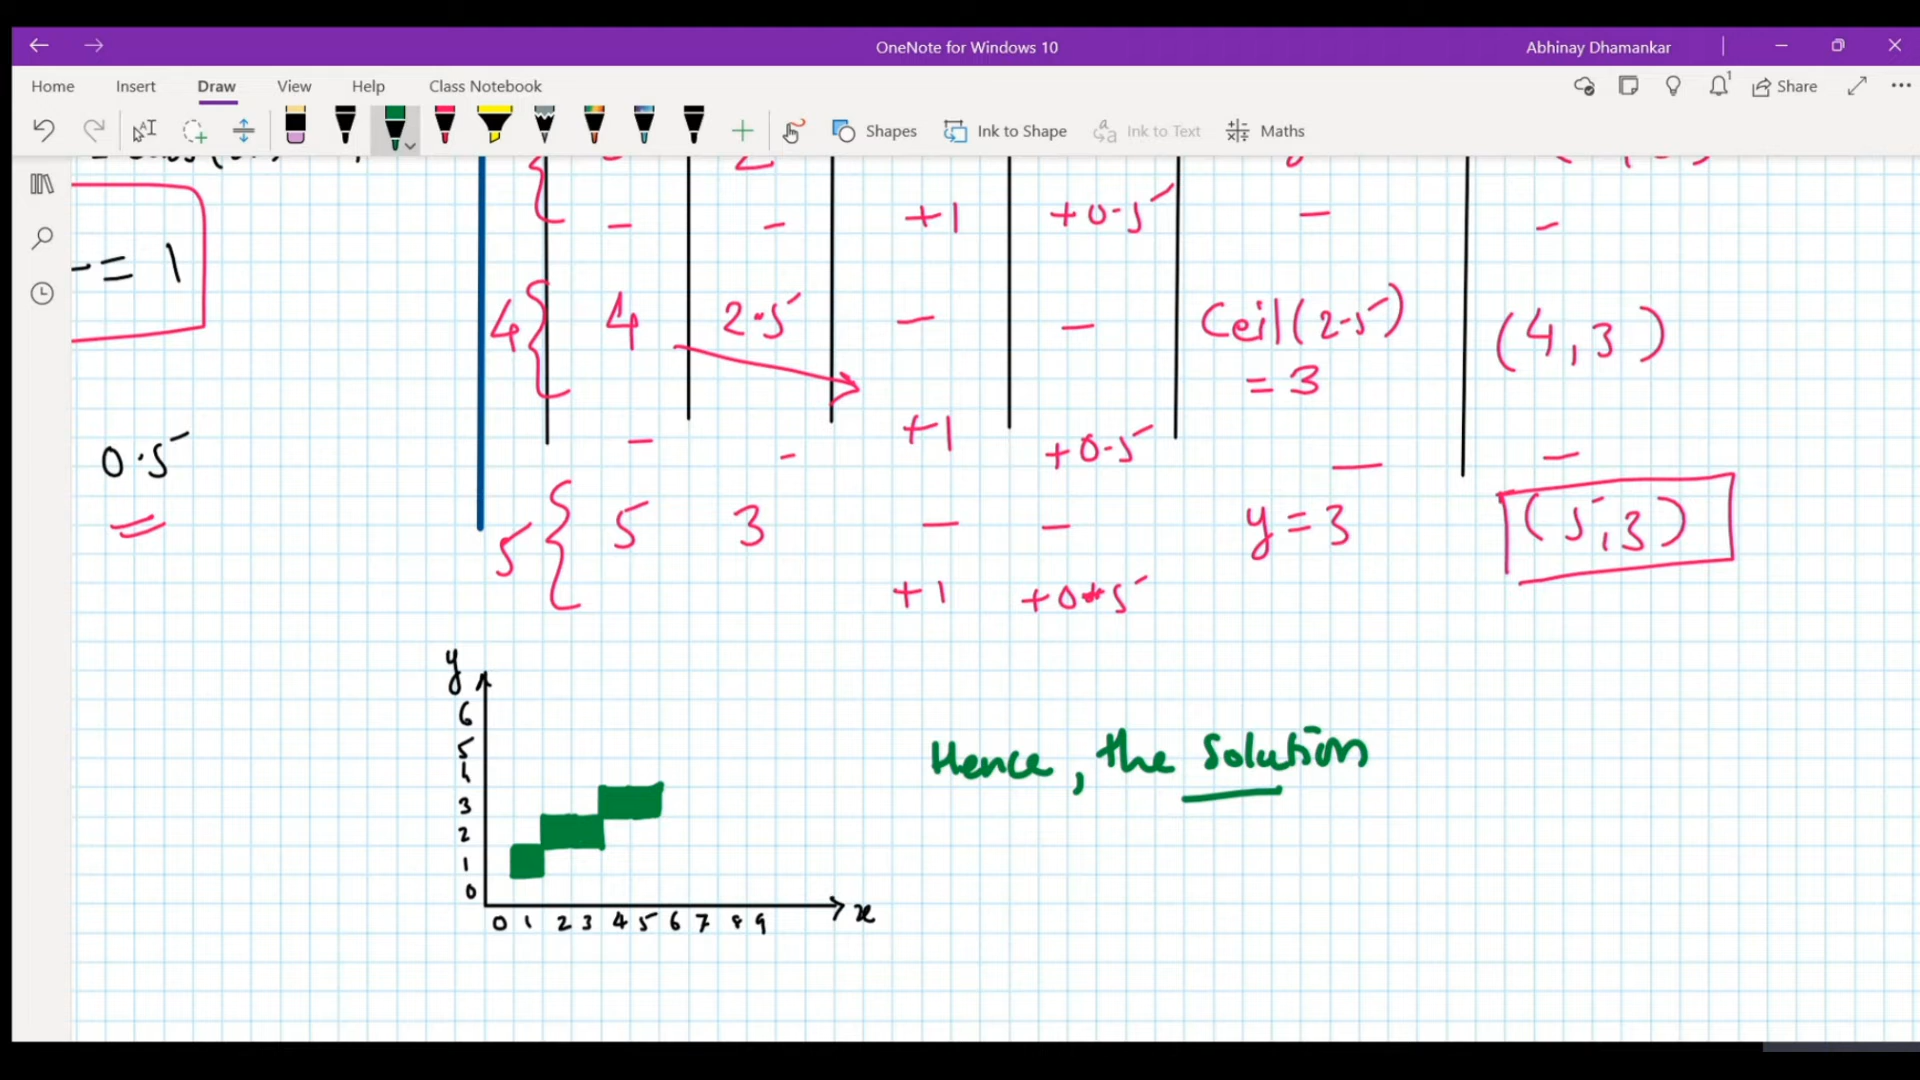 OneNote for Windows 10
Abhinay Dhamankar
Home Insert Draw View Help Class Notebook
Share
Shapes
Ink to Shape
Ink to Text
Maths
= 1
0.5
- - +1 +0.5 - -
4 { 4 2.5 - - Ceil(2.5) (4,3)
= 3
- - +1 +0.5 - -
5 { 5 3 - - y = 3 (5,3)
+1 +0.5
y
6
5
4
3
2
1
0
0 1 2 3 4 5 6 7 8 9 x
Hence, the solution